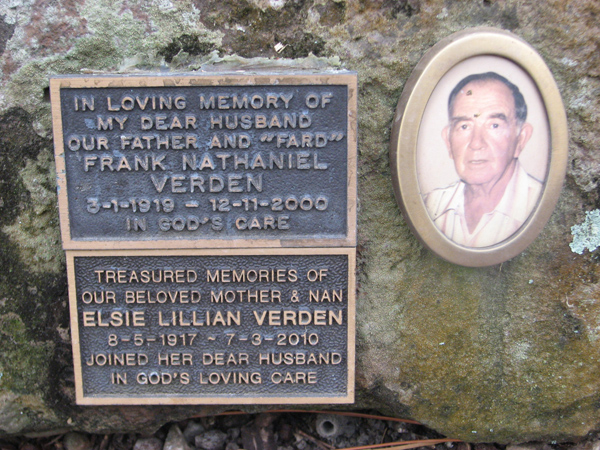 IN LOVING MEMORY OF
MY DEAR HUSBAND
OUR FATHER AND "FARD"
FRANK NATHANIEL
VERDEN
3-1-1919 - 12-11-2000
IN GOD'S CARE
TREASURED MEMORIES OF
OUR BELOVED MOTHER & NAN
ELSIE LILLIAN VERDEN
8-5-1917 ~ 7-3-2010
JOINED HER DEAR HUSBAND
IN GOD'S LOVING CARE